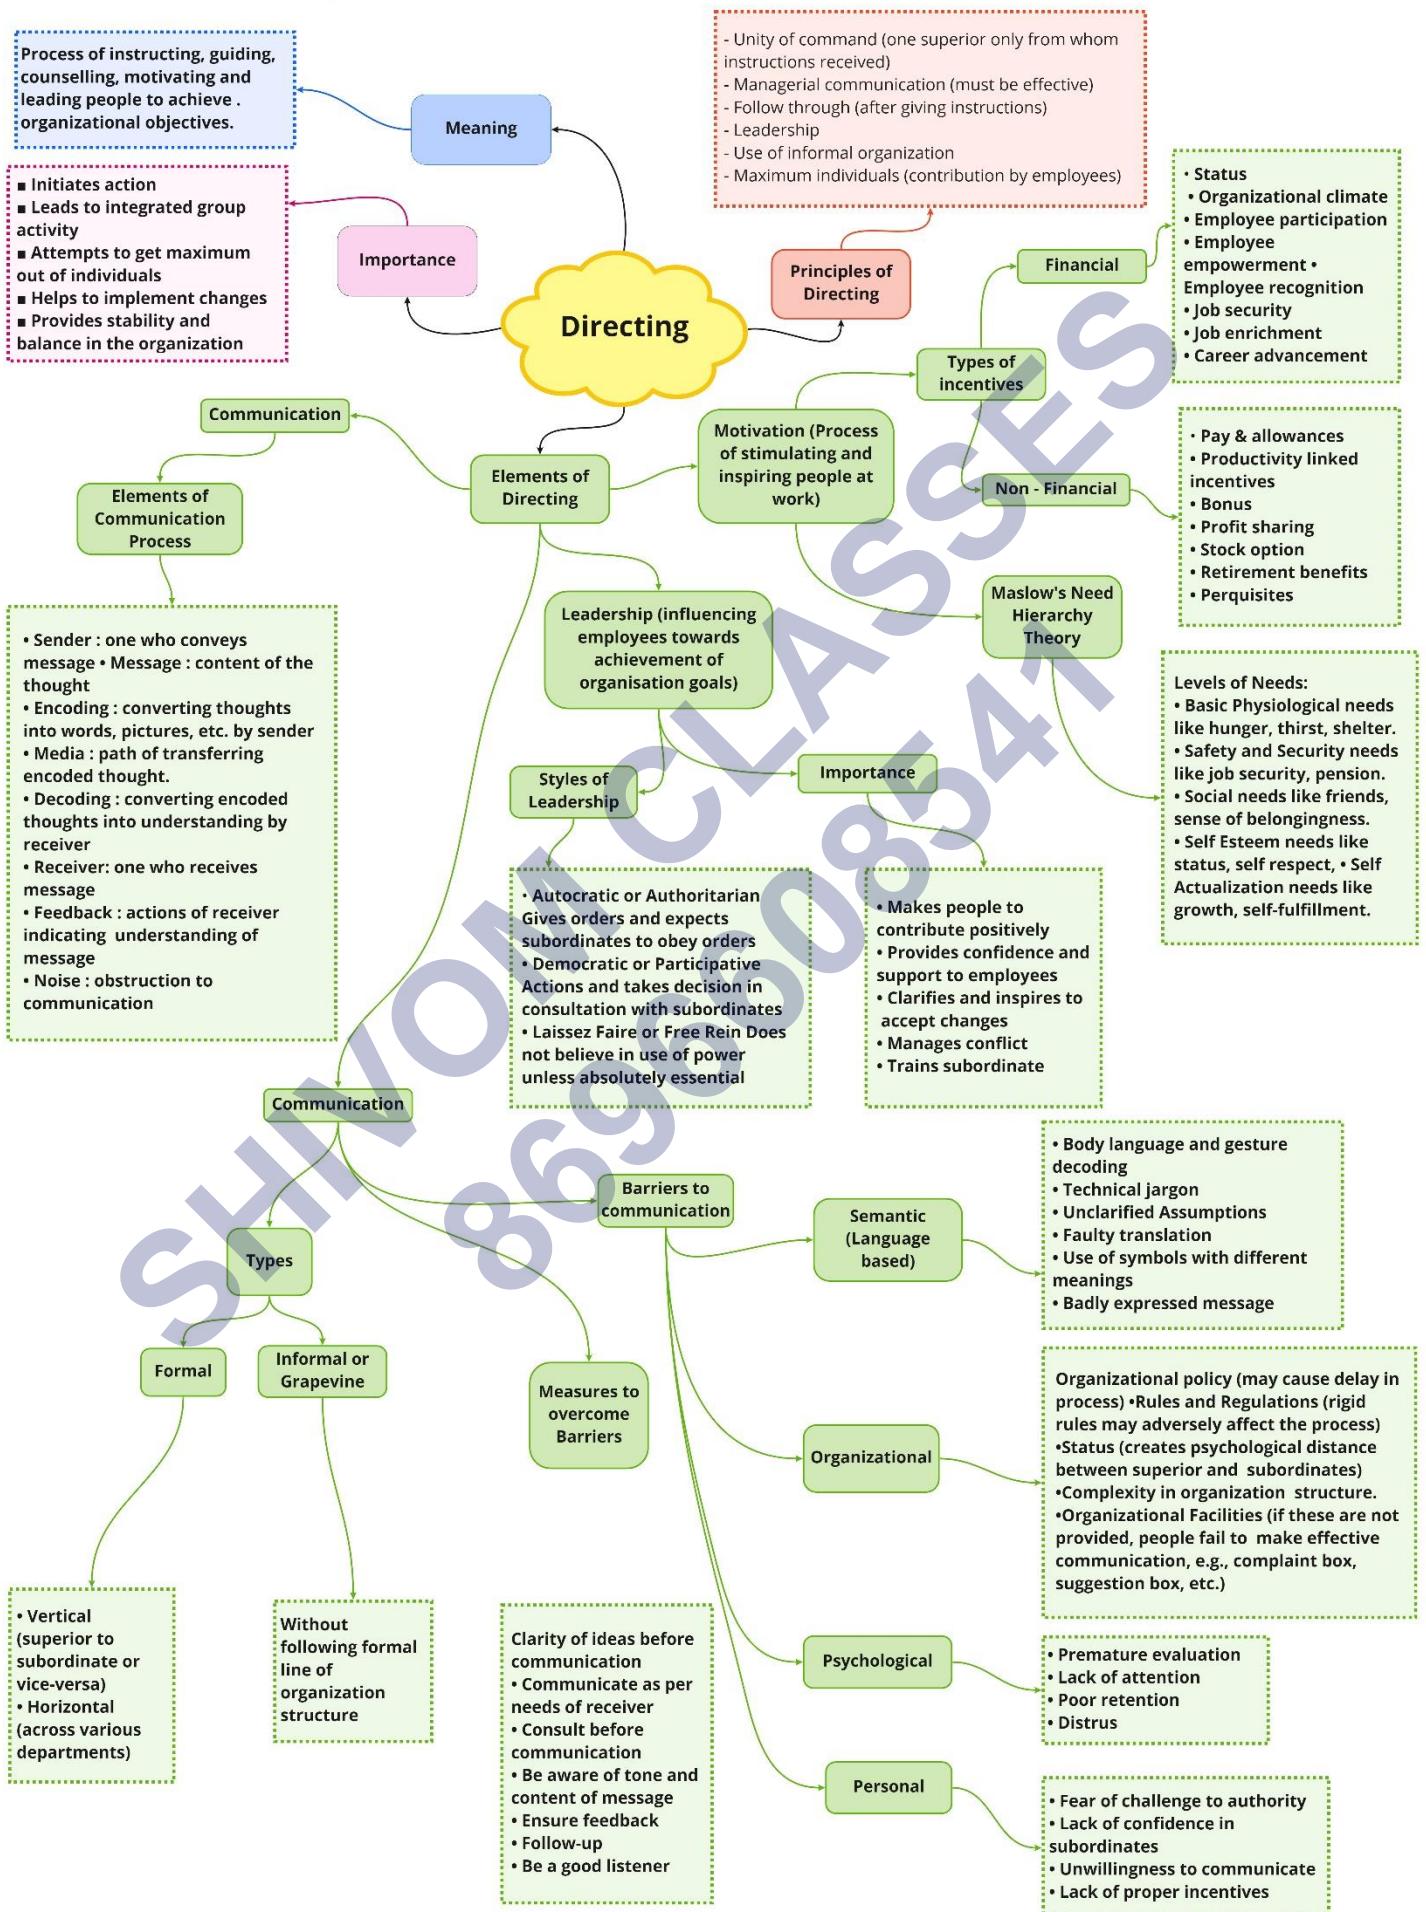 Process of instructing, guiding,
counselling, motivating and
leading people to achieve .
organizational objectives.
Meaning
- Unity of command (one superior only from whom
instructions received)
- Managerial communication (must be effective)
- Follow through (after giving instructions)
- Leadership
- Use of informal organization
- Maximum individuals (contribution by employees)
■ Initiates action
■ Leads to integrated group
activity
■ Attempts to get maximum
out of individuals
■ Helps to implement changes
■ Provides stability and
balance in the organization
Importance
Directing
Principles of
Directing
Financial
• Status
• Organizational climate
• Employee participation
• Employee
empowerment •
Employee recognition
• Job security
• Job enrichment
• Career advancement
Types of
incentives
Communication
Elements of
Directing
Motivation (Process
of stimulating and
inspiring people at
work)
Non - Financial
• Pay & allowances
• Productivity linked
incentives
• Bonus
• Profit sharing
• Stock option
• Retirement benefits
• Perquisites
Elements of
Communication
Process
• Sender : one who conveys
message • Message : content of the
thought
• Encoding : converting thoughts
into words, pictures, etc. by sender
• Media : path of transferring
encoded thought.
• Decoding : converting encoded
thoughts into understanding by
receiver
• Receiver: one who receives
message
• Feedback : actions of receiver
indicating understanding of
message
• Noise : obstruction to
communication
Leadership (influencing
employees towards
achievement of
organisation goals)
Maslow's Need
Hierarchy
Theory
Levels of Needs:
• Basic Physiological needs
like hunger, thirst, shelter.
• Safety and Security needs
like job security, pension.
• Social needs like friends,
sense of belongingness.
• Self Esteem needs like
status, self respect, • Self
Actualization needs like
growth, self-fulfillment.
Styles of
Leadership
Importance
• Autocratic or Authoritarian
Gives orders and expects
subordinates to obey orders
• Democratic or Participative
Actions and takes decision in
consultation with subordinates
• Laissez Faire or Free Rein Does
not believe in use of power
unless absolutely essential
• Makes people to
contribute positively
• Provides confidence and
support to employees
• Clarifies and inspires to
accept changes
• Manages conflict
• Trains subordinate
Communication
Types
Barriers to
communication
Semantic
(Language
based)
• Body language and gesture
decoding
• Technical jargon
• Unclarified Assumptions
• Faulty translation
• Use of symbols with different
meanings
• Badly expressed message
Formal
Informal or
Grapevine
Measures to
overcome
Barriers
Organizational
Organizational policy (may cause delay in
process) •Rules and Regulations (rigid
rules may adversely affect the process)
•Status (creates psychological distance
between superior and subordinates)
•Complexity in organization structure.
•Organizational Facilities (if these are not
provided, people fail to make effective
communication, e.g., complaint box,
suggestion box, etc.)
• Vertical
(superior to
subordinate or
vice-versa)
• Horizontal
(across various
departments)
Without
following formal
line of
organization
structure
Clarity of ideas before
communication
• Communicate as per
needs of receiver
• Consult before
communication
• Be aware of tone and
content of message
• Ensure feedback
• Follow-up
• Be a good listener
Psychological
• Premature evaluation
• Lack of attention
• Poor retention
• Distrus
Personal
• Fear of challenge to authority
• Lack of confidence in
subordinates
• Unwillingness to communicate
• Lack of proper incentives
SHIVOM CLASSES
8696608541